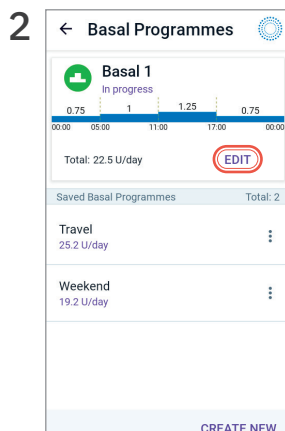 2
Basal Programmes
Basal 1
In progress
0.75 1 1.25 0.75
00:00 05:00 11:00 17:00 00:00
Total: 22.5 U/day EDIT
Saved Basal Programmes Total: 2
Travel
25.2 U/day
Weekend
19.2 U/day
CREATE NEW